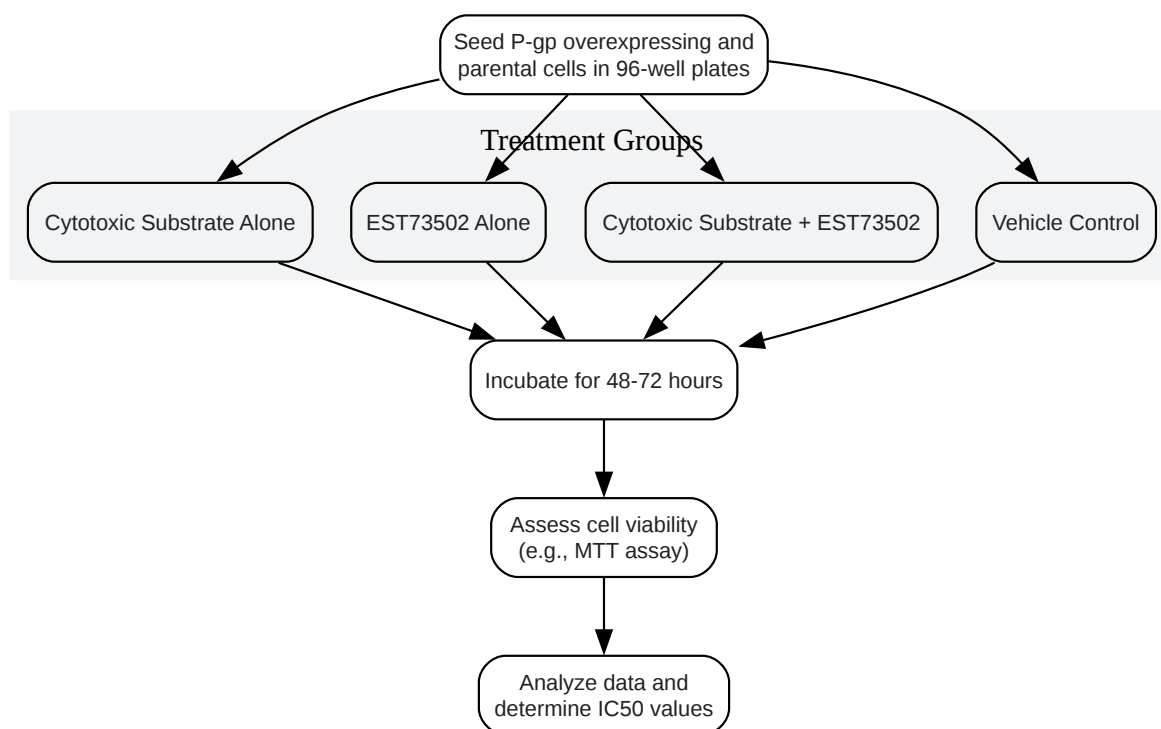 Seed P-gp overexpressing and
parental cells in 96-well plates
Treatment Groups
Cytotoxic Substrate Alone
EST73502 Alone
Cytotoxic Substrate + EST73502
Vehicle Control
Incubate for 48-72 hours
Assess cell viability
(e.g., MTT assay)
Analyze data and
determine IC50 values